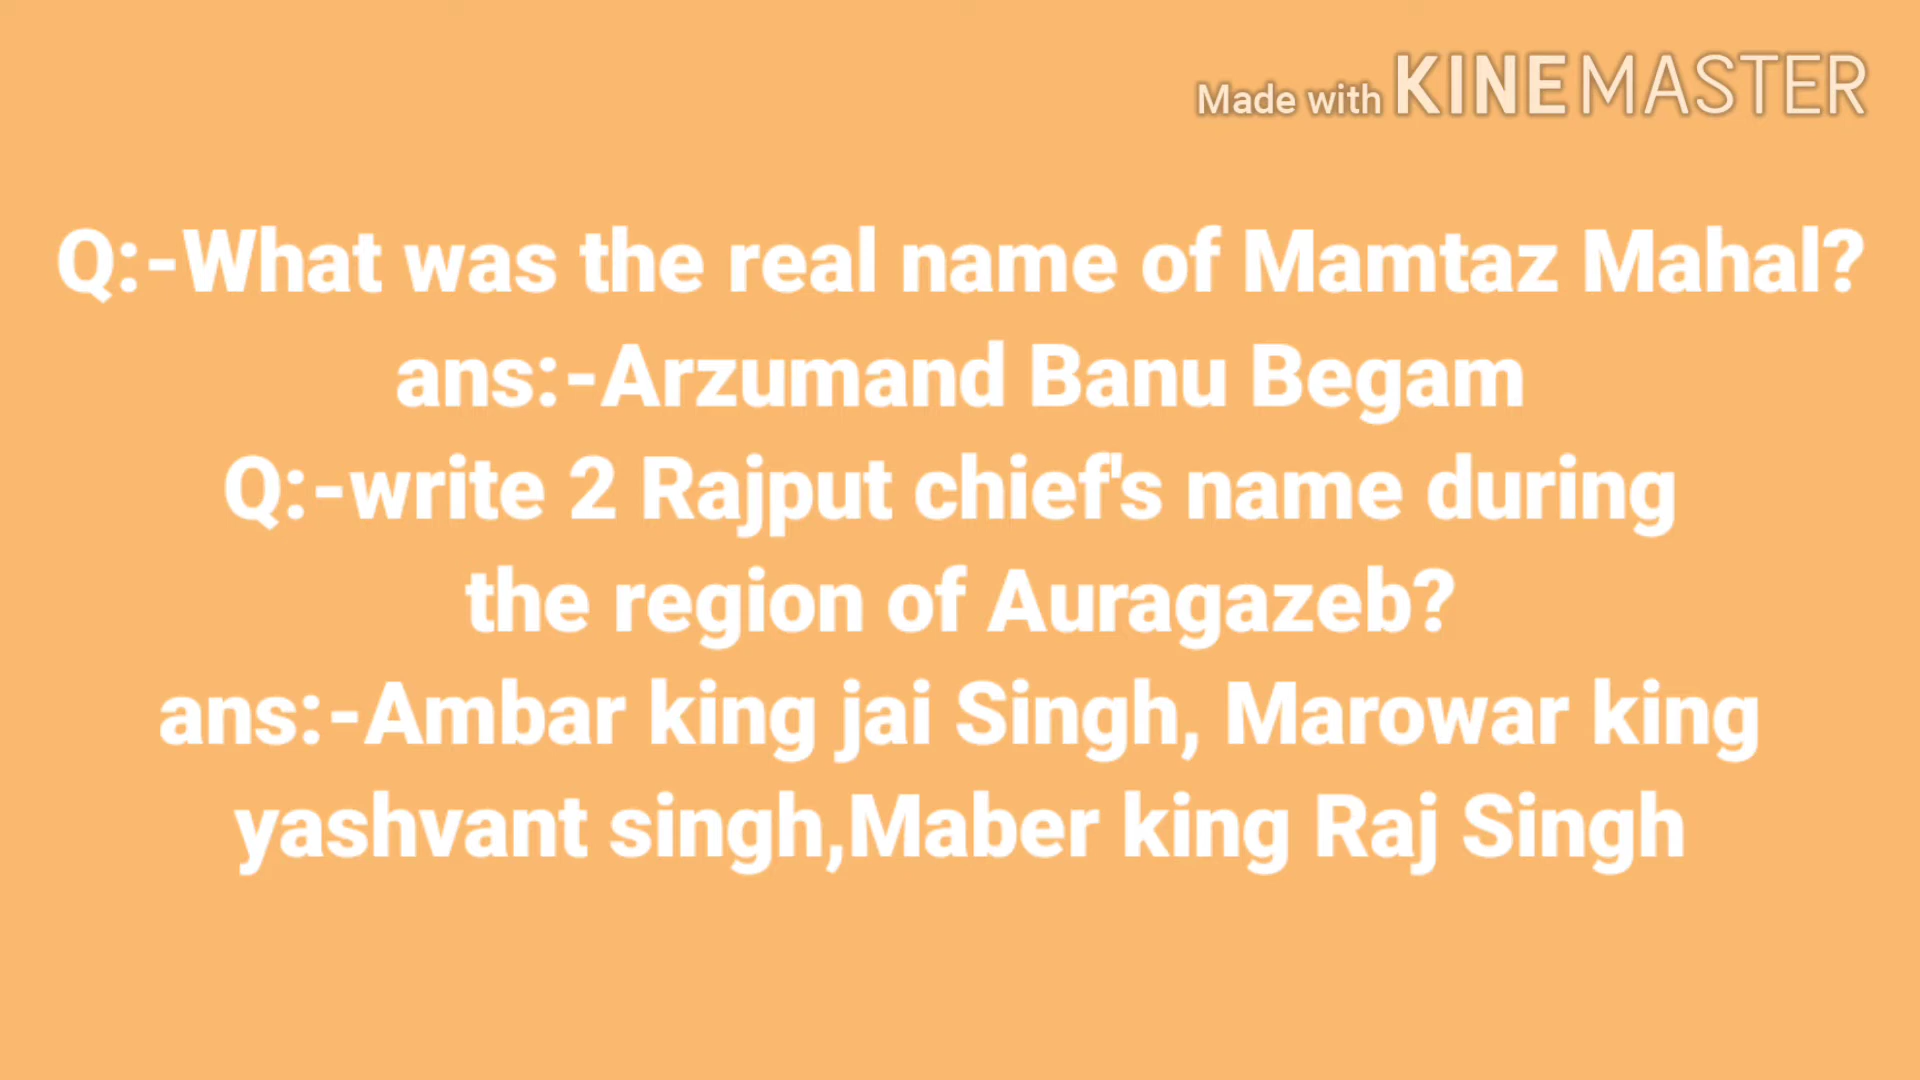 Made with KINEMASTER
Q:-What was the real name of Mamtaz Mahal?
ans:-Arzumand Banu Begam
Q:-write 2 Rajput chief's name during
the region of Auragazeb?
ans:-Ambar king jai Singh, Marowar king
yashvant singh,Maber king Raj Singh